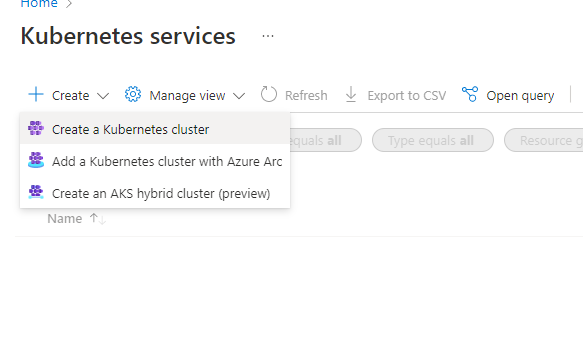 Home
Kubernetes services ...
Create Manage view Refresh Export to CSV Open query
Create a Kubernetes cluster
Add a Kubernetes cluster with Azure Arc
Create an AKS hybrid cluster (preview)
equals all Type equals all Resource g
Name